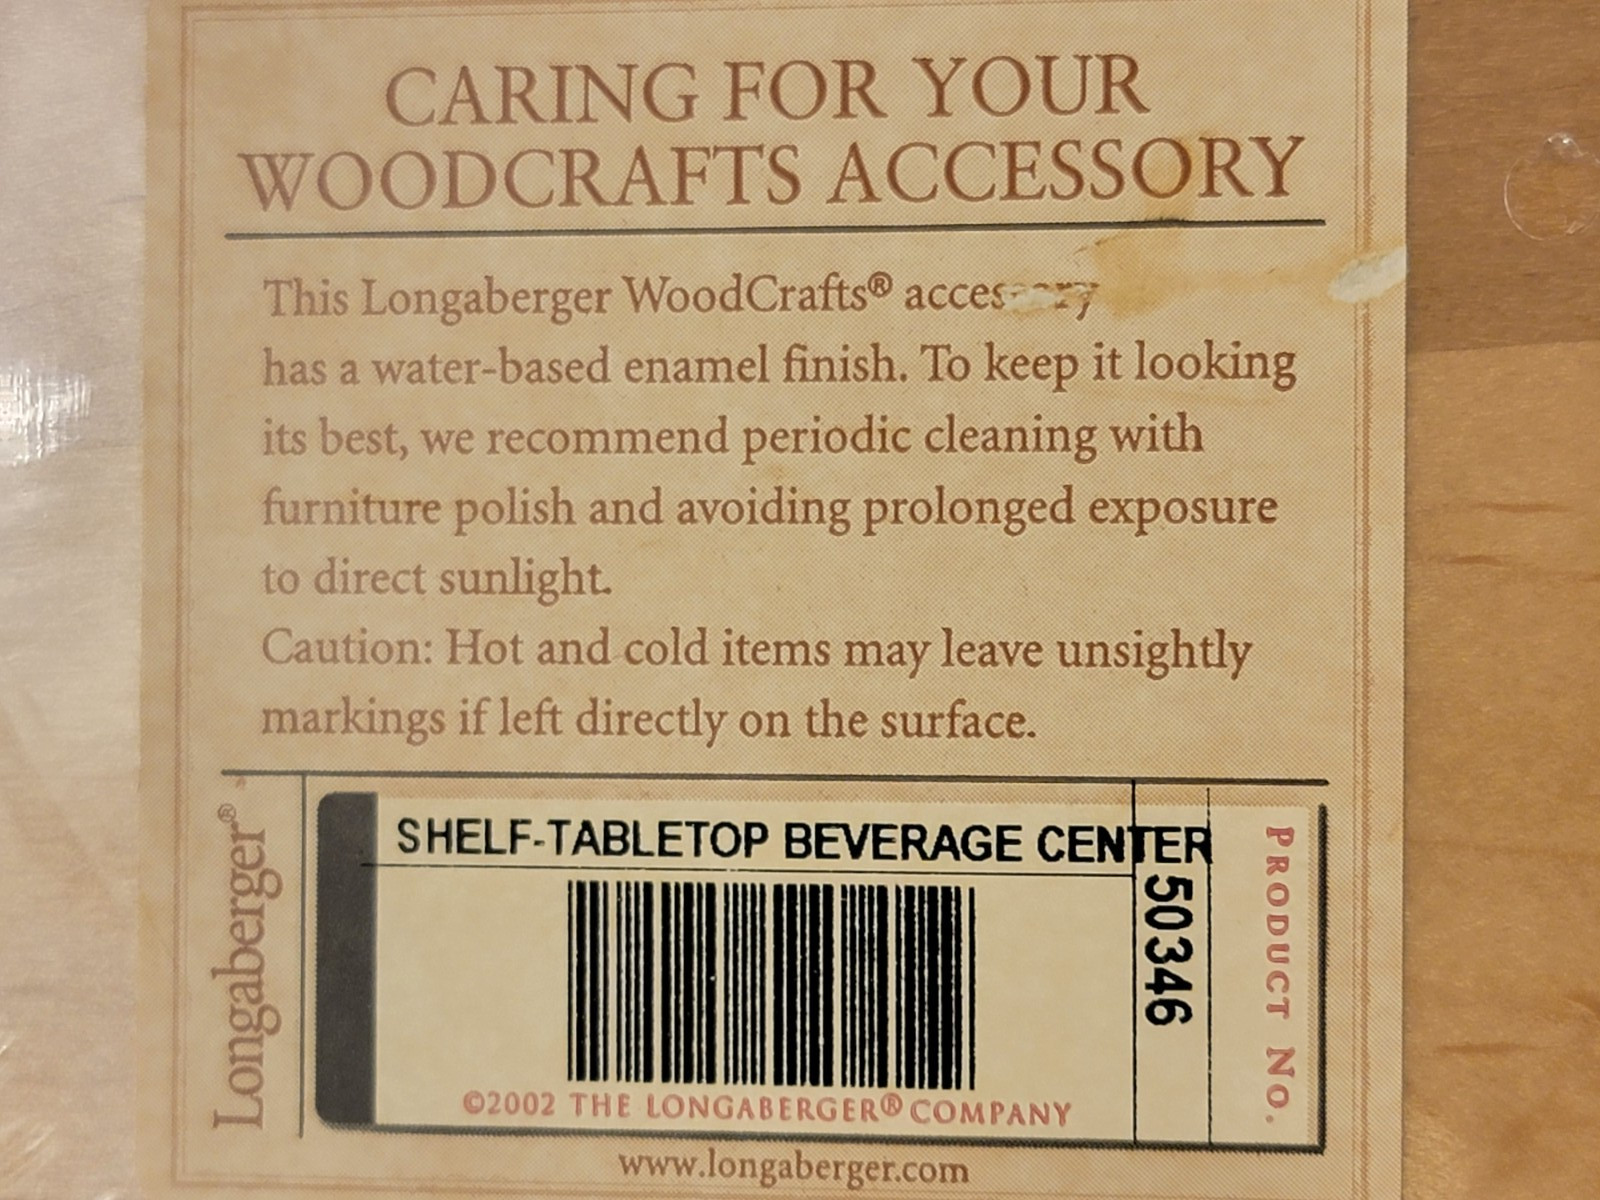 CARING FOR YOUR
WOODCRAFTS ACCESSORY
This Longaberger WoodCrafts® accessory
has a water-based enamel finish. To keep it looking
its best, we recommend periodic cleaning with
furniture polish and avoiding prolonged exposure
to direct sunlight.
Caution: Hot and cold items may leave unsightly
markings if left directly on the surface.
Longaberger®
SHELF-TABLETOP BEVERAGE CENTER
50346
PRODUCT NO.
©2002 THE LONGABERGER® COMPANY
www.longaberger.com